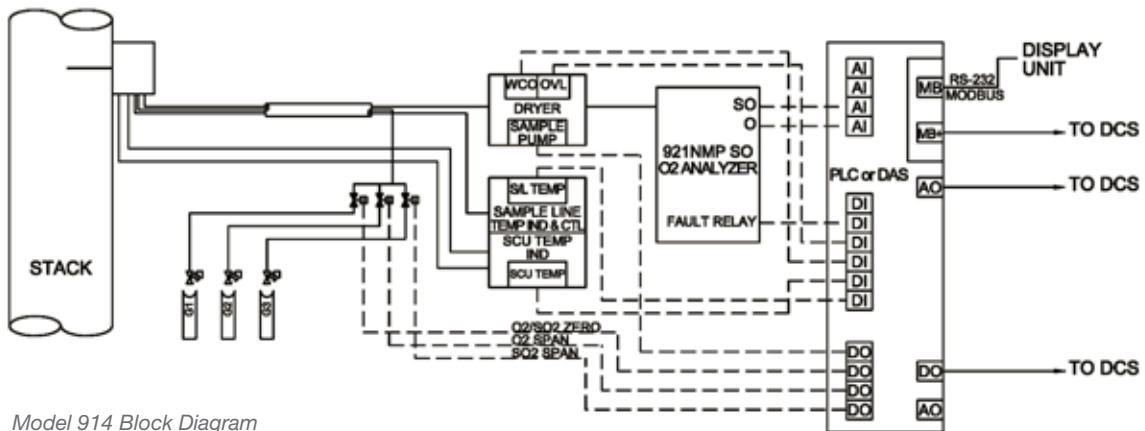 STACK
G1
G2
G3
WCO
OVL
DRYER
SAMPLE
PUMP
S/L TEMP
SAMPLE LINE
TEMP IND & CTL
SCU TEMP
IND
SCU TEMP
O2/SO2 ZERO
O2 SPAN
SO2 SPAN
SO
O
921NMP SO
O2 ANALYZER
FAULT RELAY
AI
AI
AI
AI
PLC or DAS
DI
DI
DI
DI
DI
DI
DO
DO
DO
DO
MB
MB+
AO
DO
AO
RS-232
MODBUS
DISPLAY
UNIT
TO DCS
TO DCS
TO DCS
Model 914 Block Diagram